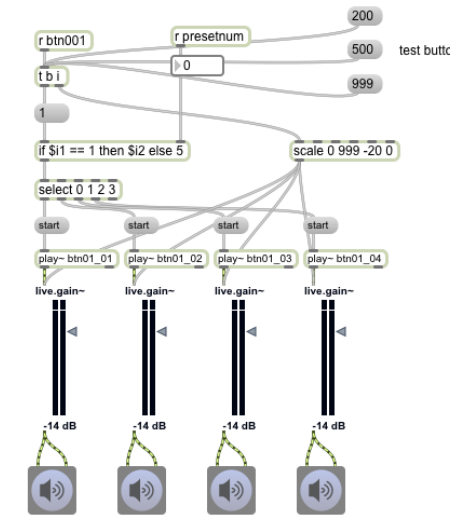 200
r btn001
r presetnum
500
test butto
0
t b i
999
1
if $i1 == 1 then $i2 else 5
scale 0 999 -20 0
select 0 1 2 3
start
start
start
start
play~ btn01_01
play~ btn01_02
play~ btn01_03
play~ btn01_04
live.gain~
live.gain~
live.gain~
live.gain~
-14 dB
-14 dB
-14 dB
-14 dB